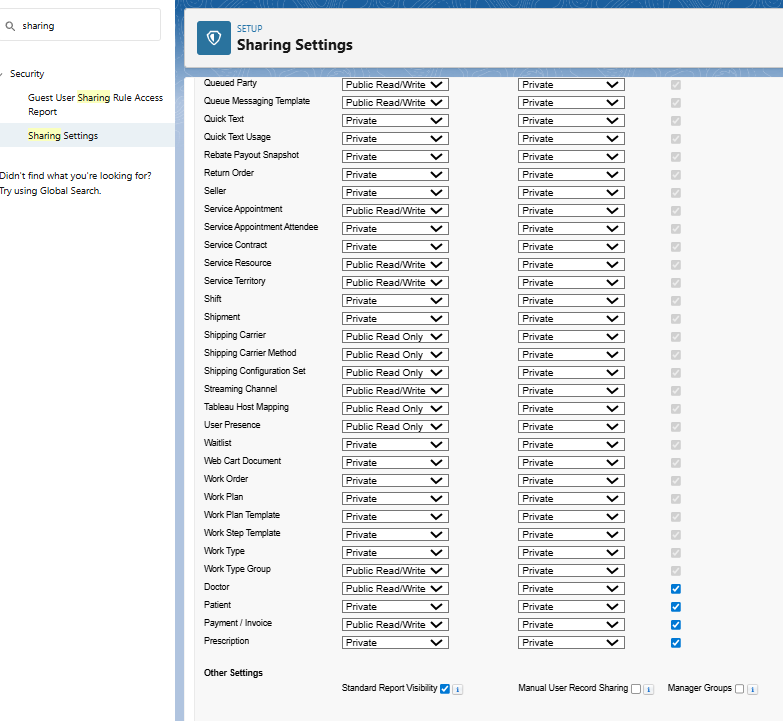 sharing
SETUP
Sharing Settings
Security
Guest User Sharing Rule Access
Report
Sharing Settings
Didn't find what you're looking for?
Try using Global Search.
Queued Party Public Read/Write Private
Queue Messaging Template Public Read/Write Private
Quick Text Private Private
Quick Text Usage Private Private
Rebate Payout Snapshot Private Private
Return Order Private Private
Seller Private Private
Service Appointment Public Read/Write Private
Service Appointment Attendee Private Private
Service Contract Private Private
Service Resource Public Read/Write Private
Service Territory Public Read/Write Private
Shift Private Private
Shipment Private Private
Shipping Carrier Public Read Only Private
Shipping Carrier Method Public Read Only Private
Shipping Configuration Set Public Read Only Private
Streaming Channel Public Read/Write Private
Tableau Host Mapping Public Read Only Private
User Presence Public Read Only Private
Waitlist Private Private
Web Cart Document Private Private
Work Order Private Private
Work Plan Private Private
Work Plan Template Private Private
Work Step Template Private Private
Work Type Private Private
Work Type Group Public Read/Write Private
Doctor Public Read/Write Private
Patient Private Private
Payment / Invoice Public Read/Write Private
Prescription Private Private
Other Settings
Standard Report Visibility i Manual User Record Sharing i Manager Groups i